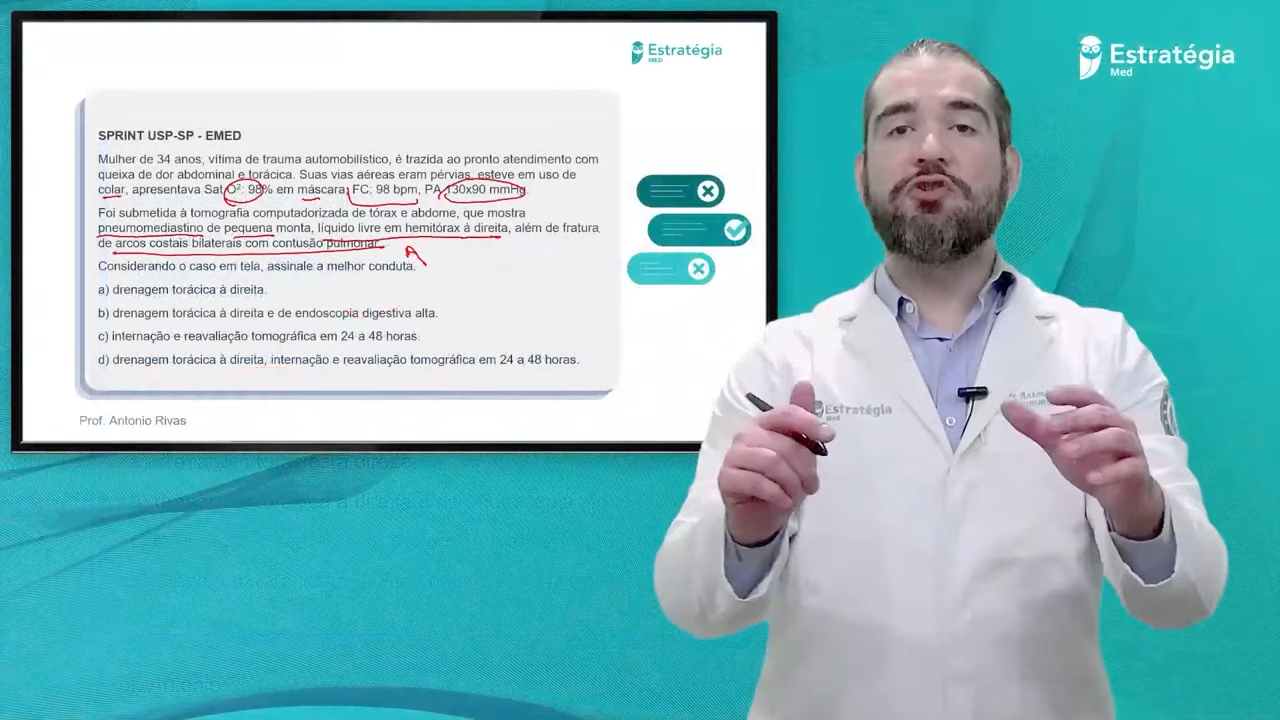 Estratégia
MED
SPRINT USP-SP - EMED
Mulher de 34 anos, vítima de trauma automobilístico, é trazida ao pronto atendimento com
queixa de dor abdominal e torácica. Suas vias aéreas eram pérvias, esteve em uso de
colar, apresentava Sat O²: 98% em máscara, FC: 98 bpm, PA 130x90 mmHg.
Foi submetida à tomografia computadorizada de tórax e abdome, que mostra
pneumomediastino de pequena monta, líquido livre em hemitórax à direita, além de fratura
de arcos costais bilaterais com contusão pulmonar.
Considerando o caso em tela, assinale a melhor conduta.
a) drenagem torácica à direita.
b) drenagem torácica à direita e de endoscopia digestiva alta.
c) internação e reavaliação tomográfica em 24 a 48 horas.
d) drenagem torácica à direita, internação e reavaliação tomográfica em 24 a 48 horas.
Prof. Antonio Rivas
Estratégia
Med
Estratégia
Med